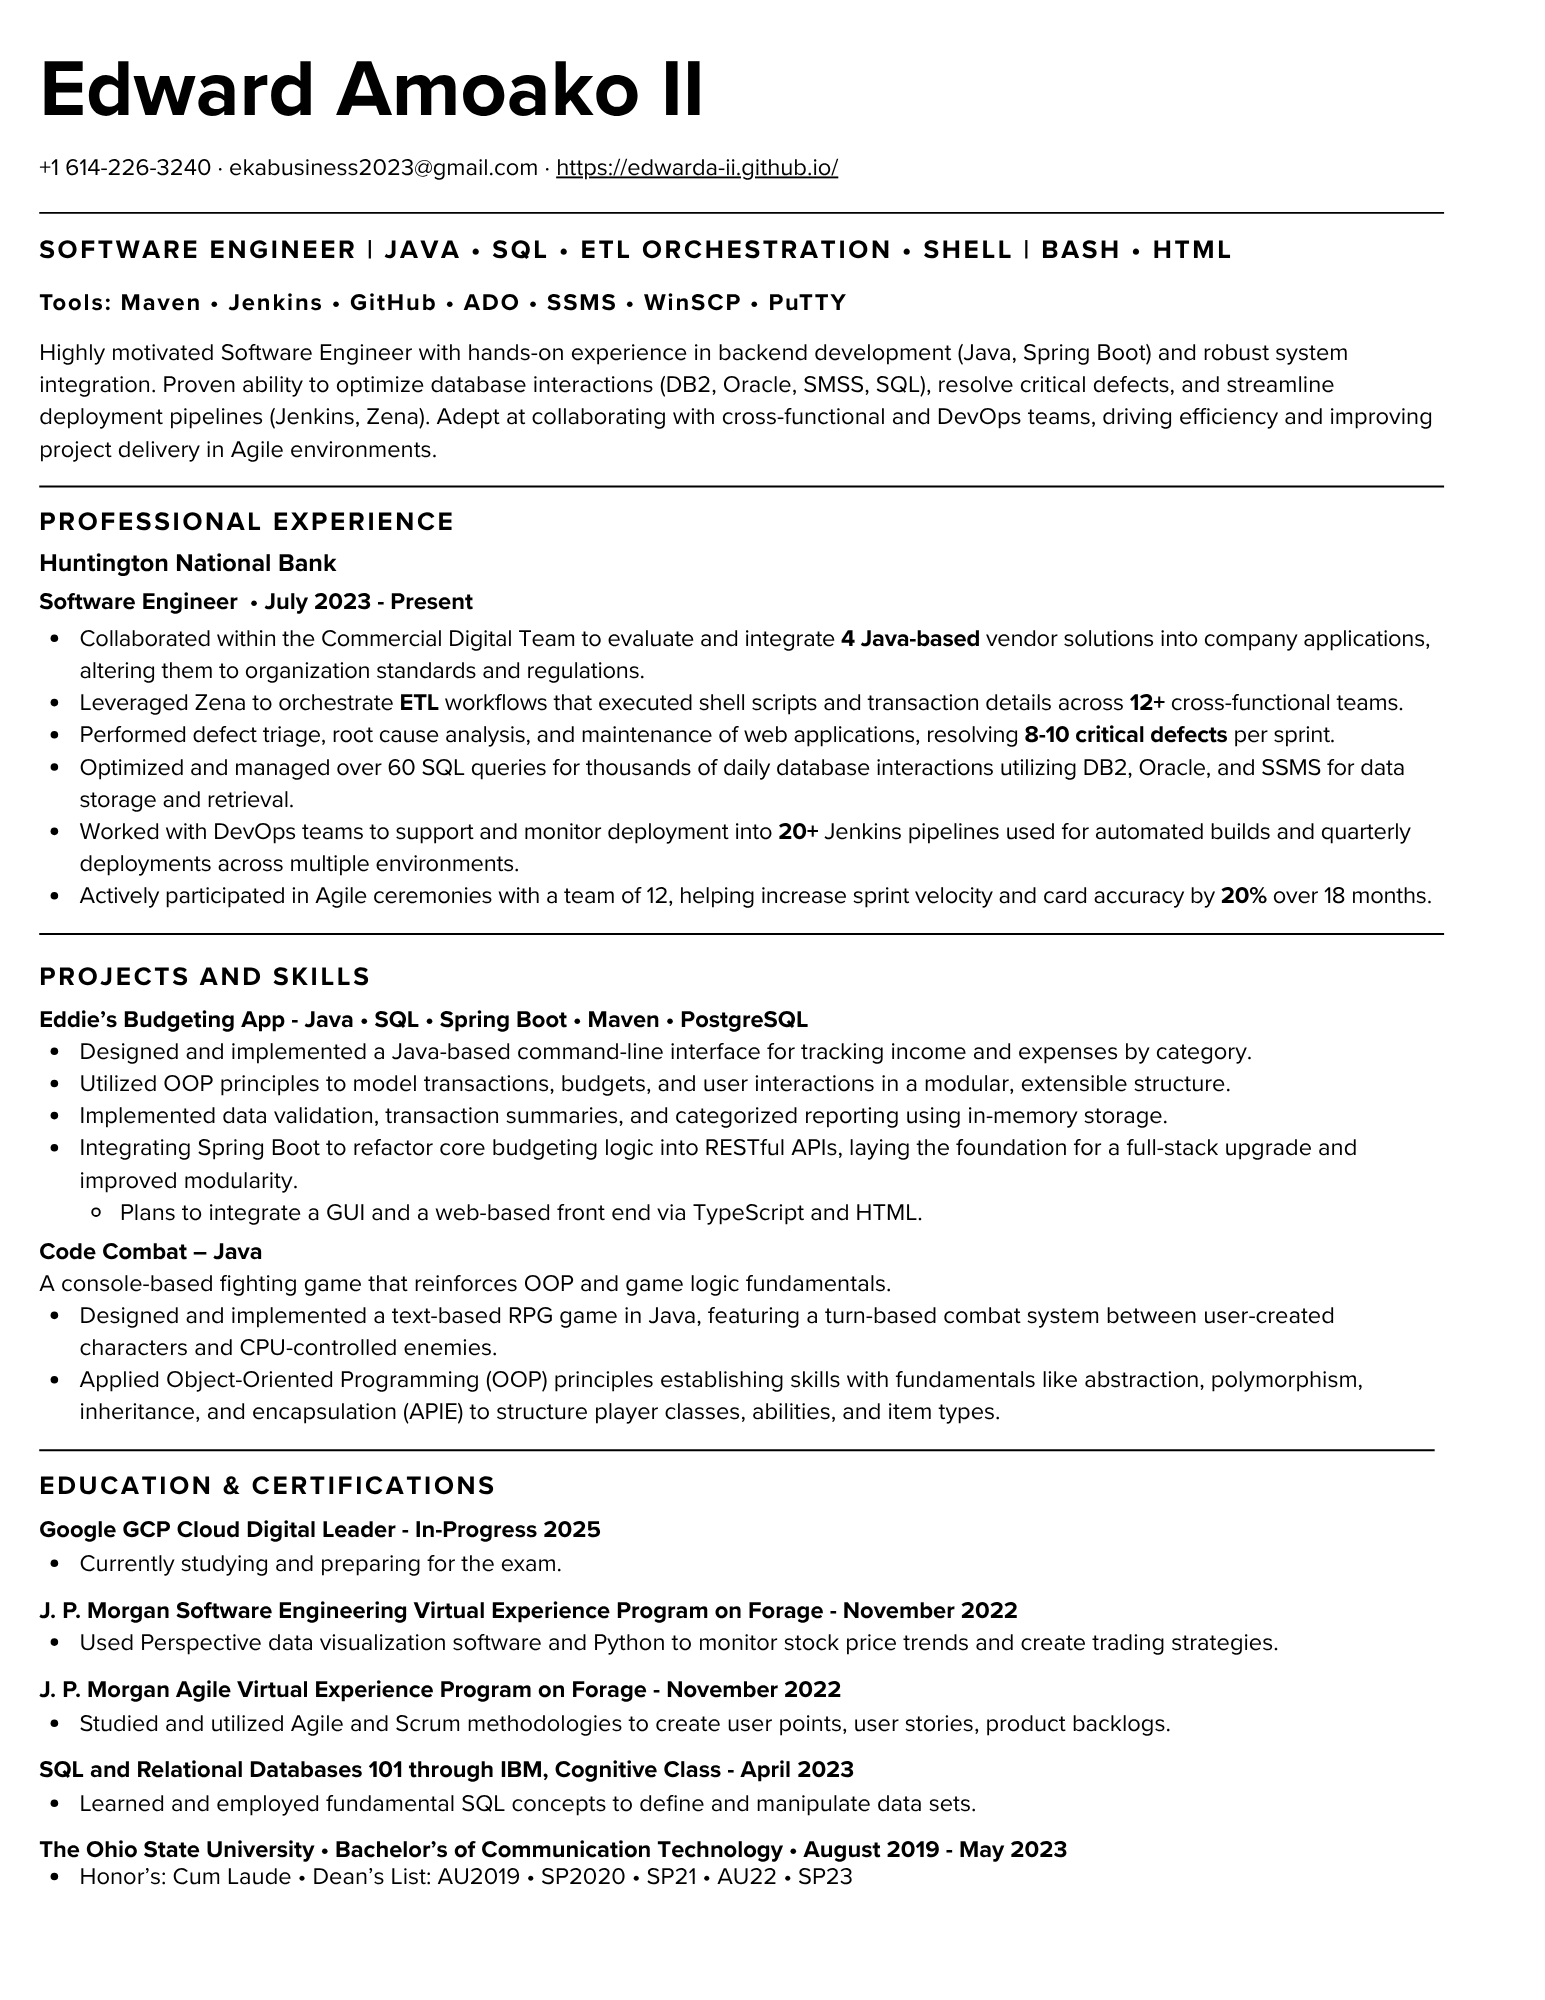 Edward Amoako II
+1 614-226-3240 · ekabusiness2023@gmail.com · https://edwarda-ii.github.io/
SOFTWARE ENGINEER | JAVA • SQL • ETL ORCHESTRATION • SHELL | BASH • HTML
Tools: Maven • Jenkins • GitHub • ADO • SSMS • WinSCP • PuTTY
Highly motivated Software Engineer with hands-on experience in backend development (Java, Spring Boot) and robust system
integration. Proven ability to optimize database interactions (DB2, Oracle, SMSS, SQL), resolve critical defects, and streamline
deployment pipelines (Jenkins, Zena). Adept at collaborating with cross-functional and DevOps teams, driving efficiency and improving
project delivery in Agile environments.
PROFESSIONAL EXPERIENCE
Huntington National Bank
Software Engineer • July 2023 - Present
• Collaborated within the Commercial Digital Team to evaluate and integrate 4 Java-based vendor solutions into company applications,
altering them to organization standards and regulations.
• Leveraged Zena to orchestrate ETL workflows that executed shell scripts and transaction details across 12+ cross-functional teams.
• Performed defect triage, root cause analysis, and maintenance of web applications, resolving 8-10 critical defects per sprint.
• Optimized and managed over 60 SQL queries for thousands of daily database interactions utilizing DB2, Oracle, and SSMS for data
storage and retrieval.
• Worked with DevOps teams to support and monitor deployment into 20+ Jenkins pipelines used for automated builds and quarterly
deployments across multiple environments.
• Actively participated in Agile ceremonies with a team of 12, helping increase sprint velocity and card accuracy by 20% over 18 months.
PROJECTS AND SKILLS
Eddie’s Budgeting App - Java • SQL • Spring Boot • Maven • PostgreSQL
• Designed and implemented a Java-based command-line interface for tracking income and expenses by category.
• Utilized OOP principles to model transactions, budgets, and user interactions in a modular, extensible structure.
• Implemented data validation, transaction summaries, and categorized reporting using in-memory storage.
• Integrating Spring Boot to refactor core budgeting logic into RESTful APIs, laying the foundation for a full-stack upgrade and
improved modularity.
◦ Plans to integrate a GUI and a web-based front end via TypeScript and HTML.
Code Combat – Java
A console-based fighting game that reinforces OOP and game logic fundamentals.
• Designed and implemented a text-based RPG game in Java, featuring a turn-based combat system between user-created
characters and CPU-controlled enemies.
• Applied Object-Oriented Programming (OOP) principles establishing skills with fundamentals like abstraction, polymorphism,
inheritance, and encapsulation (APIE) to structure player classes, abilities, and item types.
EDUCATION & CERTIFICATIONS
Google GCP Cloud Digital Leader - In-Progress 2025
• Currently studying and preparing for the exam.
J. P. Morgan Software Engineering Virtual Experience Program on Forage - November 2022
• Used Perspective data visualization software and Python to monitor stock price trends and create trading strategies.
J. P. Morgan Agile Virtual Experience Program on Forage - November 2022
• Studied and utilized Agile and Scrum methodologies to create user points, user stories, product backlogs.
SQL and Relational Databases 101 through IBM, Cognitive Class - April 2023
• Learned and employed fundamental SQL concepts to define and manipulate data sets.
The Ohio State University • Bachelor’s of Communication Technology • August 2019 - May 2023
• Honor’s: Cum Laude • Dean’s List: AU2019 • SP2020 • SP21 • AU22 • SP23